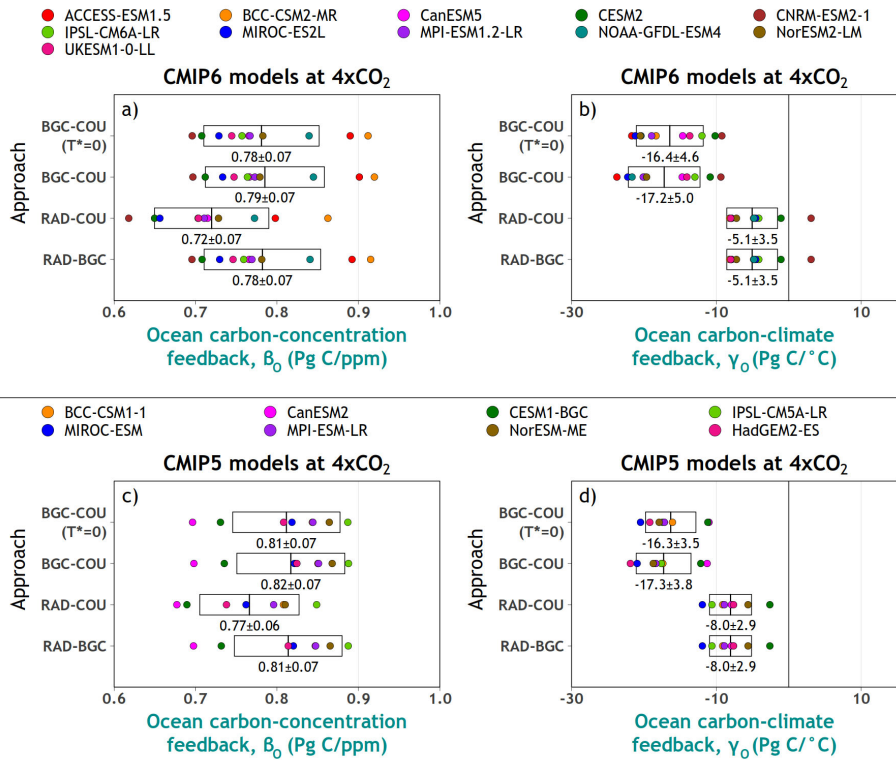 ACCESS-ESM1.5 BCC-CSM2-MR CanESM5 CESM2 CNRM-ESM2-1
IPSL-CM6A-LR MIROC-ES2L MPI-ESM1.2-LR NOAA-GFDL-ESM4 NorESM2-LM
UKESM1-0-LL
CMIP6 models at 4xCO₂
a)
Approach
BGC-COU
(T*=0)
0.78±0.07
BGC-COU
0.79±0.07
RAD-COU
0.72±0.07
RAD-BGC
0.78±0.07
0.6 0.7 0.8 0.9 1.0
Ocean carbon-concentration
feedback, ßₒ (Pg C/ppm)
CMIP6 models at 4xCO₂
b)
Approach
BGC-COU
(T*=0)
-16.4±4.6
BGC-COU
-17.2±5.0
RAD-COU
-5.1±3.5
RAD-BGC
-5.1±3.5
-30 -10 10
Ocean carbon-climate
feedback, γₒ (Pg C/˚C)
BCC-CSM1-1 CanESM2 CESM1-BGC IPSL-CM5A-LR
MIROC-ESM MPI-ESM-LR NorESM-ME HadGEM2-ES
CMIP5 models at 4xCO₂
c)
Approach
BGC-COU
(T*=0)
0.81±0.07
BGC-COU
0.82±0.07
RAD-COU
0.77±0.06
RAD-BGC
0.81±0.07
0.6 0.7 0.8 0.9 1.0
Ocean carbon-concentration
feedback, ßₒ (Pg C/ppm)
CMIP5 models at 4xCO₂
d)
Approach
BGC-COU
(T*=0)
-16.3±3.5
BGC-COU
-17.3±3.8
RAD-COU
-8.0±2.9
RAD-BGC
-8.0±2.9
-30 -10 10
Ocean carbon-climate
feedback, γₒ (Pg C/˚C)